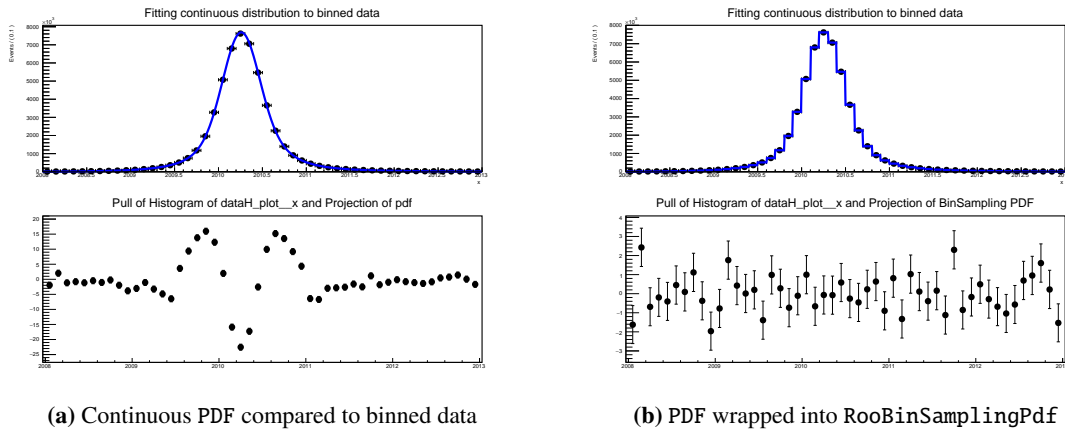 Fitting continuous distribution to binned data
×10³
Events / ( 0.1 )
8000
7000
6000
5000
4000
3000
2000
1000
0
2008 2008.5 2009 2009.5 2010 2010.5 2011 2011.5 2012 2012.5 2013
x
Pull of Histogram of dataH_plot__x and Projection of pdf
20
15
10
5
0
−5
−10
−15
−20
−25
2008 2009 2010 2011 2012 2013
(a) Continuous PDF compared to binned data
Fitting continuous distribution to binned data
×10³
Events / ( 0.1 )
8000
7000
6000
5000
4000
3000
2000
1000
0
2008 2008.5 2009 2009.5 2010 2010.5 2011 2011.5 2012 2012.5 2013
x
Pull of Histogram of dataH_plot__x and Projection of BinSampling PDF
4
3
2
1
0
−1
−2
−3
2008 2009 2010 2011 2012 2013
(b) PDF wrapped into RooBinSamplingPdf